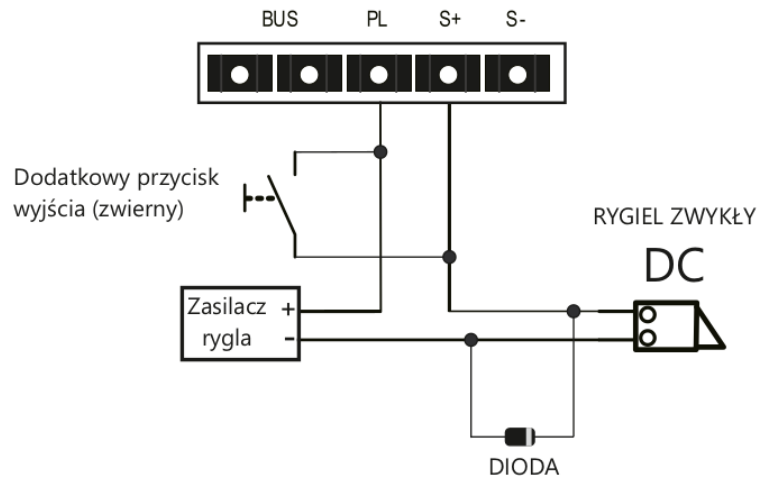 BUS PL S+ S-
Dodatkowy przycisk
wyjścia (zwierny)
RYGIEL ZWYKŁY
DC
Zasilacz +
rygla -
DIODA